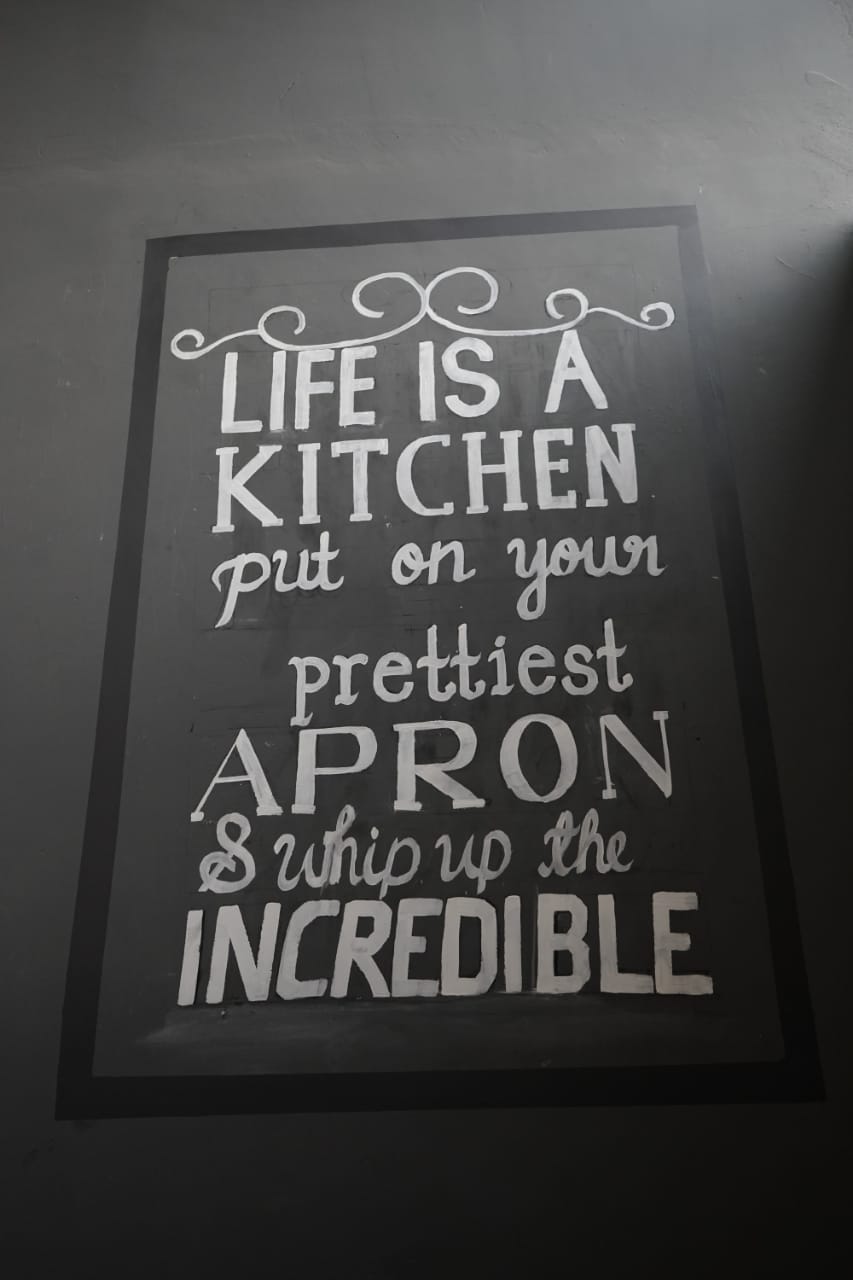 LIFE IS A
KITCHEN
put on your
prettiest
APRON
& whip up the
INCREDIBLE